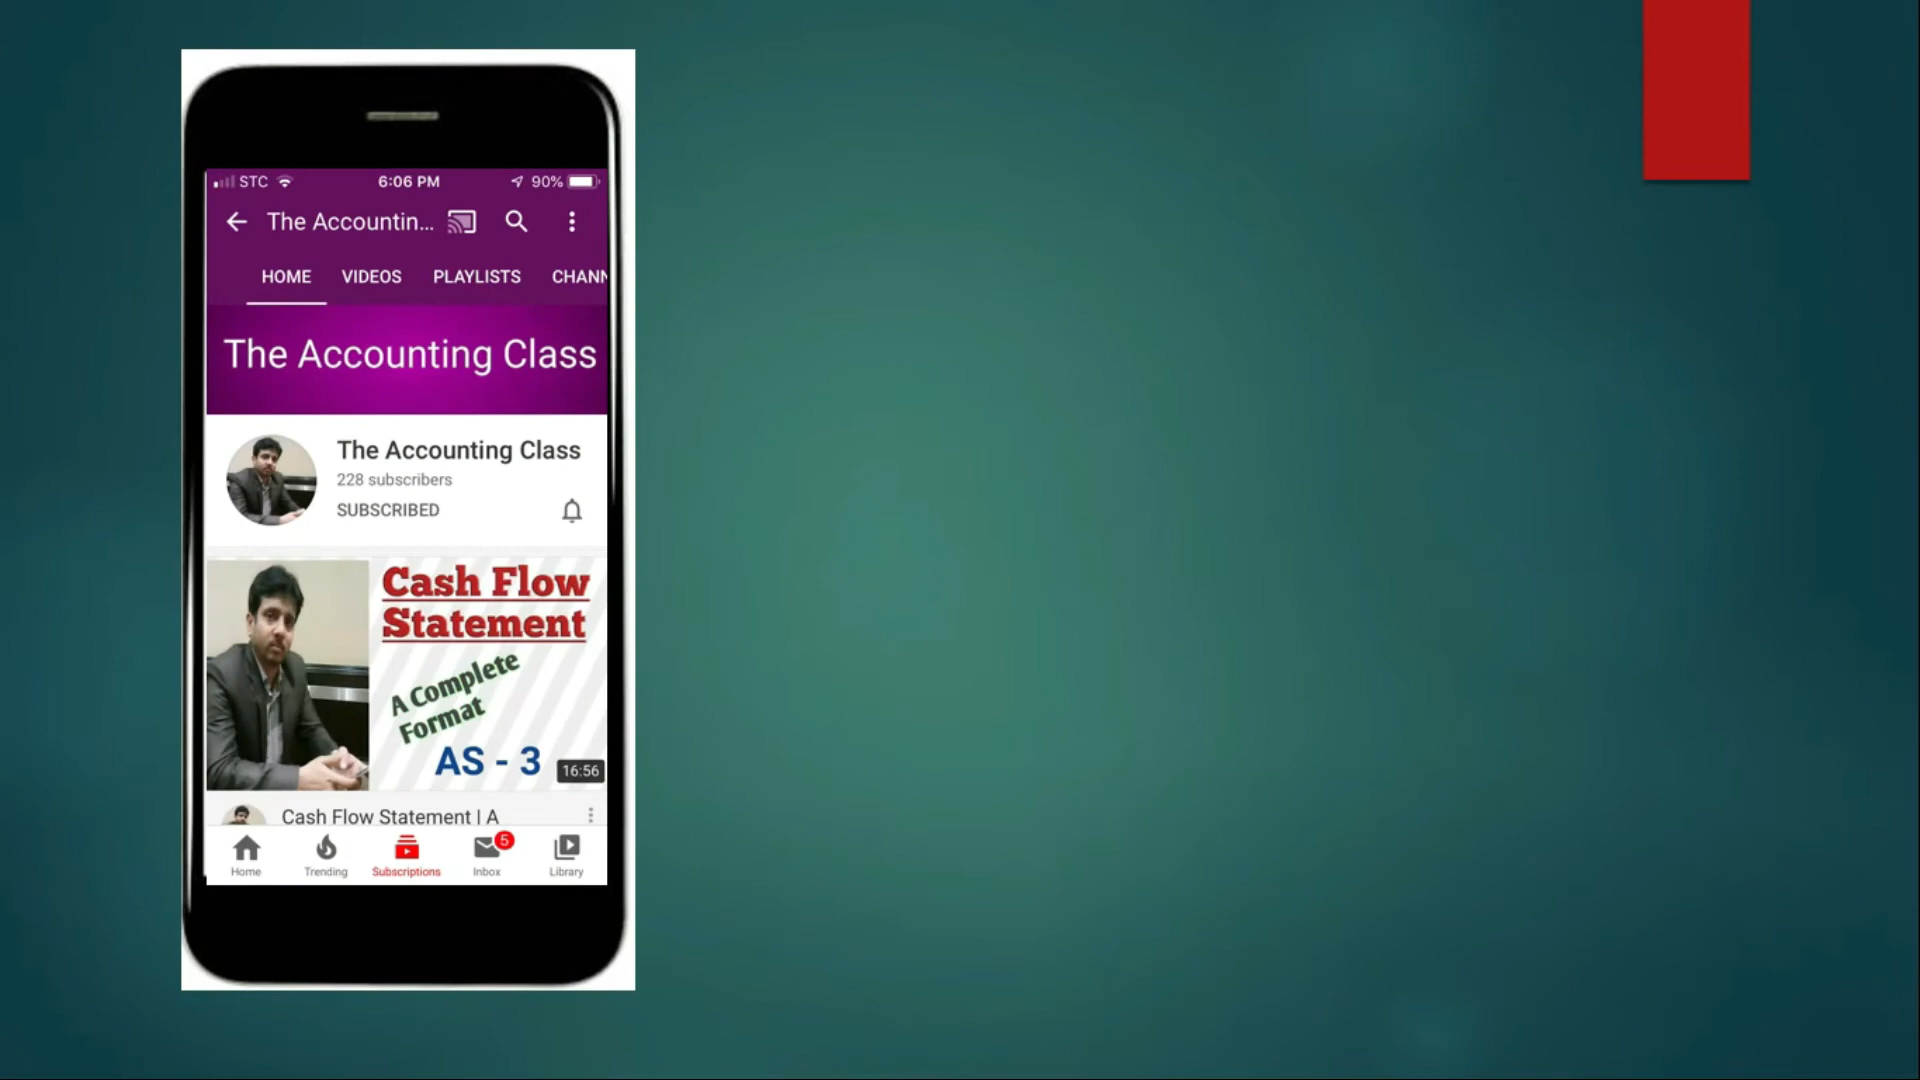 STC 6:06 PM 90%
The Accountin...
HOME VIDEOS PLAYLISTS CHANN
The Accounting Class
The Accounting Class
228 subscribers
SUBSCRIBED
Cash Flow
Statement
A Complete
Format
AS - 3
16:56
Cash Flow Statement | A
5
Home Trending Subscriptions Inbox Library